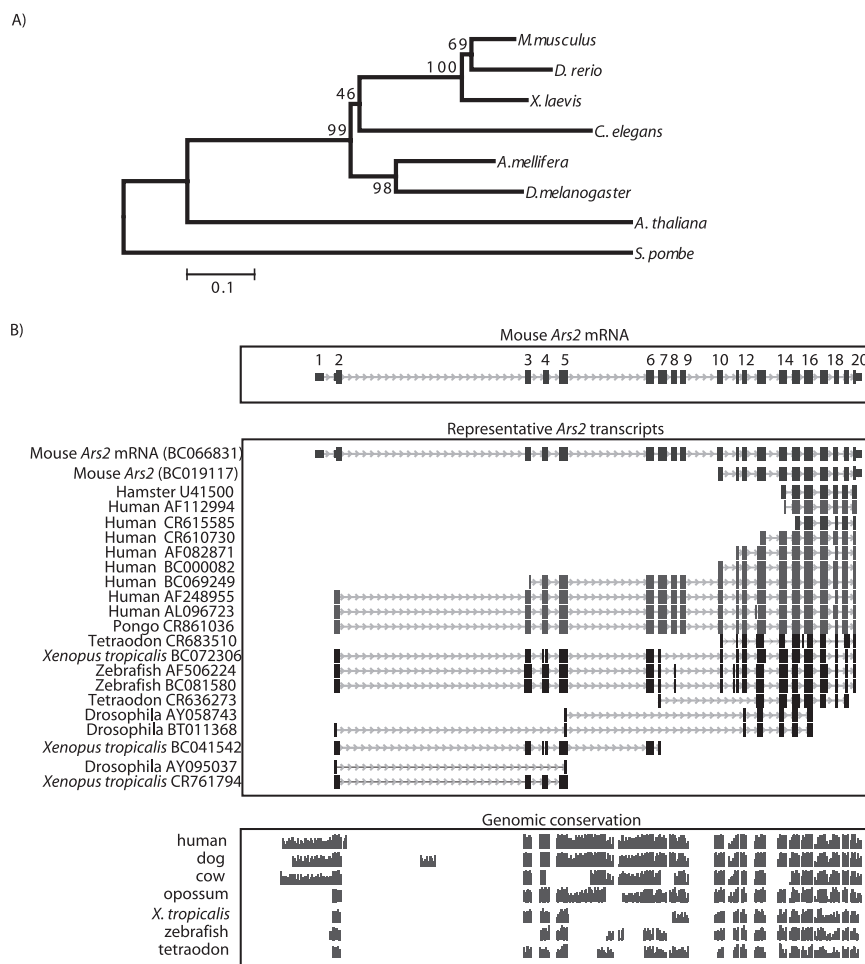 A)
M.musculus
69
D. rerio
100
X. laevis
46
C. elegans
99
A.mellifera
98
D.melanogaster
A. thaliana
S. pombe
0.1
B)
Mouse Ars2 mRNA
1 2 3 4 5 6 7 8 9 10 12 14 16 18 20
Representative Ars2 transcripts
Mouse Ars2 mRNA (BC066831)
Mouse Ars2 (BC019117)
Hamster U41500
Human AF112994
Human CR615585
Human CR610730
Human AF082871
Human BC000082
Human BC069249
Human AF248955
Human AL096723
Pongo CR861036
Tetraodon CR683510
Xenopus tropicalis BC072306
Zebrafish AF506224
Zebrafish BC081580
Tetraodon CR636273
Drosophila AY058743
Drosophila BT011368
Xenopus tropicalis BC041542
Drosophila AY095037
Xenopus tropicalis CR761794
Genomic conservation
human
dog
cow
opossum
X. tropicalis
zebrafish
tetraodon